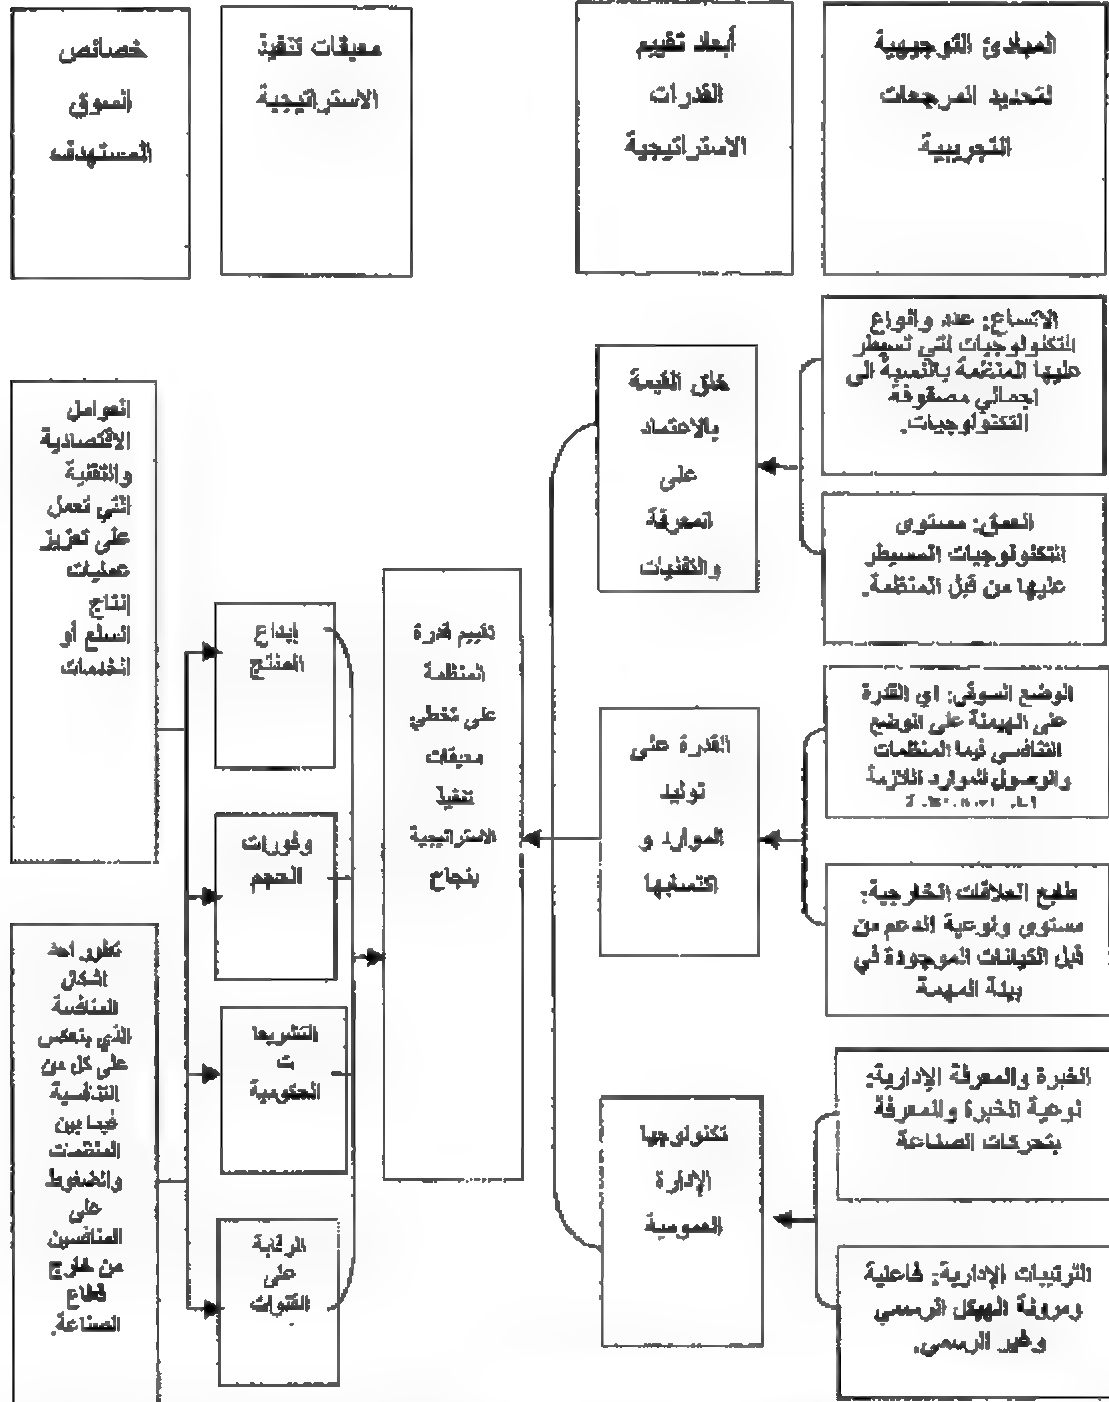 المبادئ التوجيهية
لتحديد المرجعات
التجريبية
أبعاد تقييم
القدرات
الاستراتيجية
معيقات تنفيذ
الاستراتيجية
خصائص
السوق
المستهدف
الاتساع: عدد وانواع
التكنولوجيات التي تسيطر
عليها المنظمة بالنسبة الى
اجمالي مصفوفة
التكنولوجيات.
العمق: مستوى
التكنولوجيات المسيطر
عليها من قبل المنظمة.
الوضع السوقي: اي القدرة
على الهيمنة على الوضع
التنافسي فيما المنظمات
والوصول للموارد اللازمة
طابع العلاقات الخارجية:
مستوى ونوعية الدعم من
قبل الكيانات الموجودة في
بيئة المهمة
الخبرة والمعرفة الإدارية:
نوعية الخبرة والمعرفة
بتحركات الصناعة
الترتيبات الإدارية: فاعلية
ومرونة الهيكل الرسمي
وغير الرسمي.
خلق القيمة
بالاعتماد
على
المعرفة
والتقنيات
القدرة على
توليد
الموارد و
اكتسابها
تكنولوجيا
الإدارة
العمومية
تقييم قدرة
المنظمة
على تخطي
معيقات
تنفيذ
الاستراتيجية
بنجاح
إبداع
المنتج
وفورات
الحجم
التشريعا
ت
الحكومية
الرقابة
على
القنوات
العوامل
الاقتصادية
والتقنية
التي تعمل
على تعزيز
عمليات
إنتاج
السلع أو
الخدمات
تطور احد
اشكال
المنافسة
الذي ينعكس
على كل من
التنافسية
فيما بين
المنظمات
والضغوط
على
المنافسين
من خارج
قطاع
الصناعة.